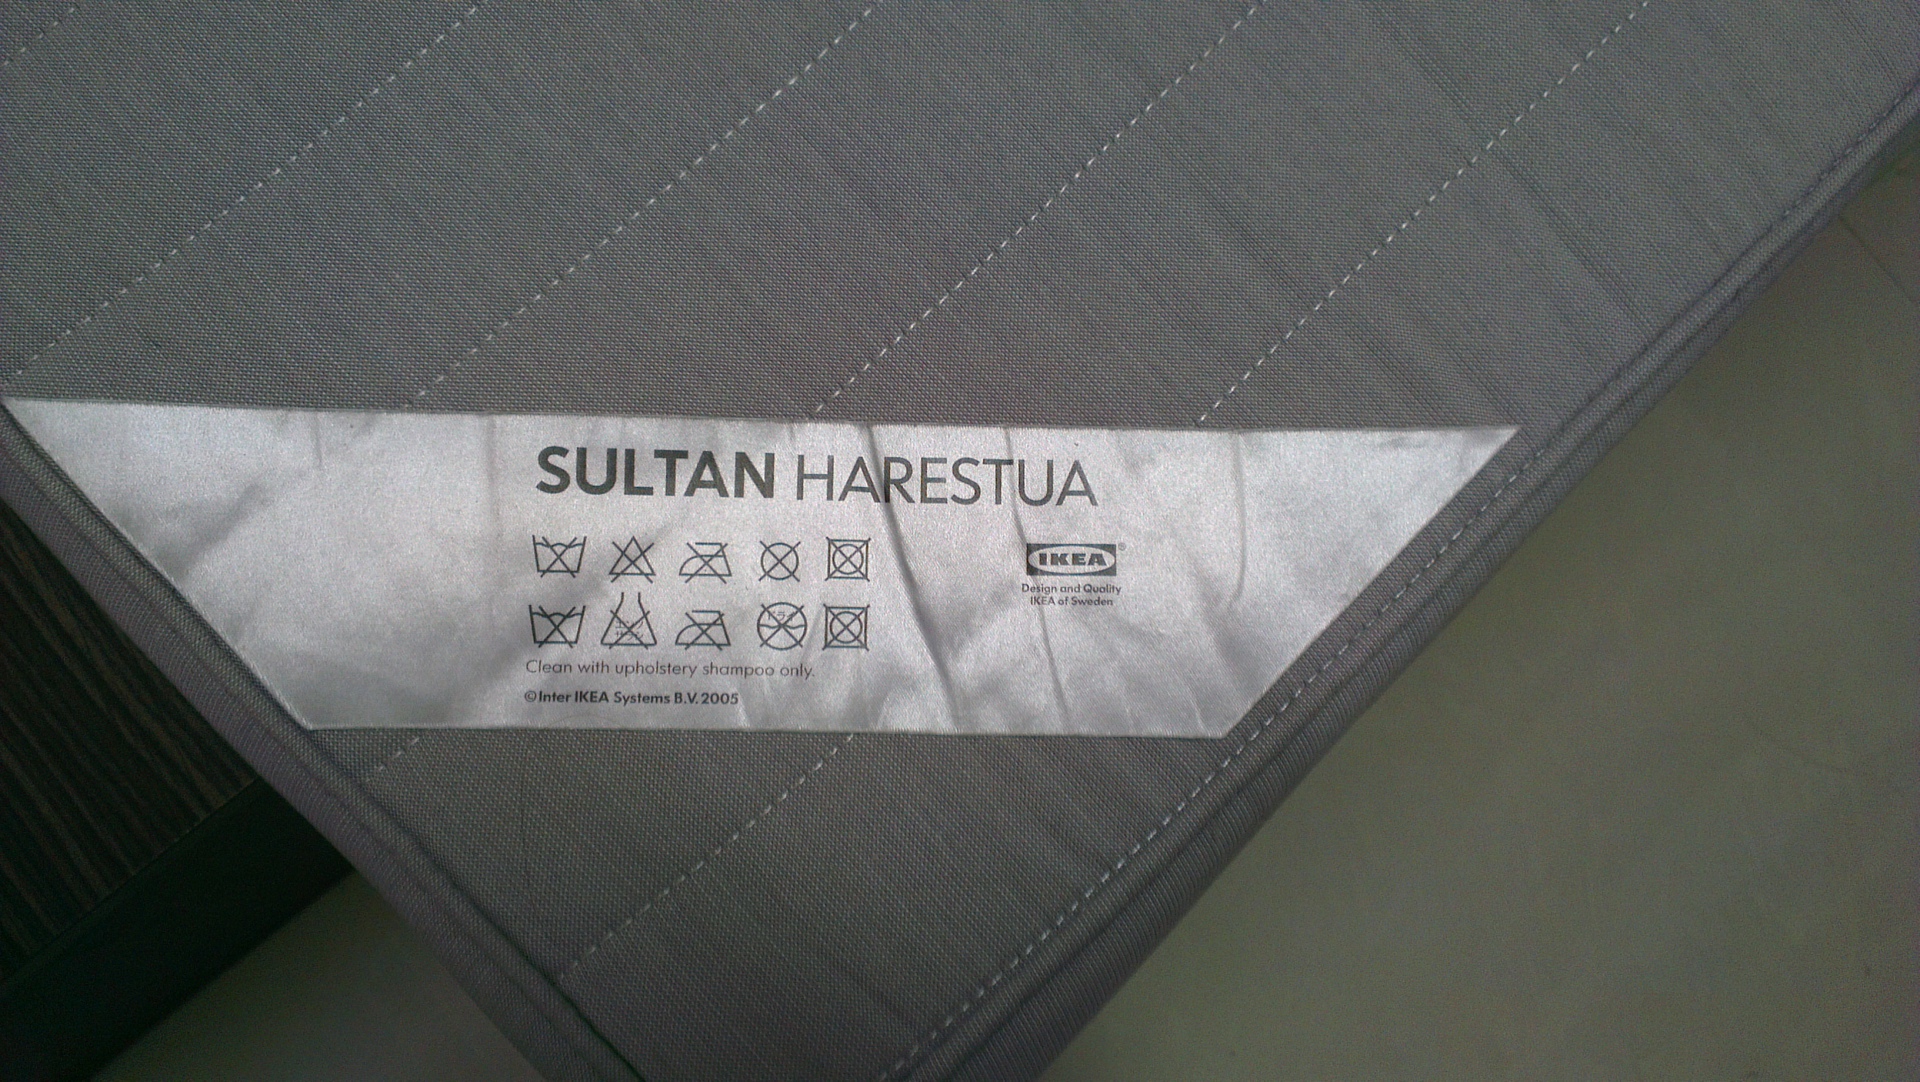 SULTAN HARESTUA
IKEA®
Design and Quality
IKEA of Sweden
Clean with upholstery shampoo only.
©Inter IKEA Systems B.V. 2005